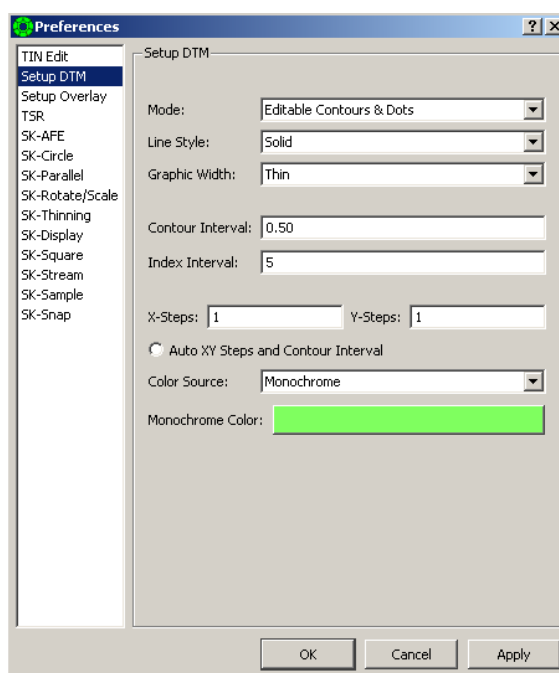 Preferences
TIN Edit
Setup DTM
Setup Overlay
TSR
SK-AFE
SK-Circle
SK-Parallel
SK-Rotate/Scale
SK-Thinning
SK-Display
SK-Square
SK-Stream
SK-Sample
SK-Snap
Setup DTM
Mode: Editable Contours & Dots
Line Style: Solid
Graphic Width: Thin
Contour Interval: 0.50
Index Interval: 5
X-Steps: 1 Y-Steps: 1
Auto XY Steps and Contour Interval
Color Source: Monochrome
Monochrome Color:
OK Cancel Apply